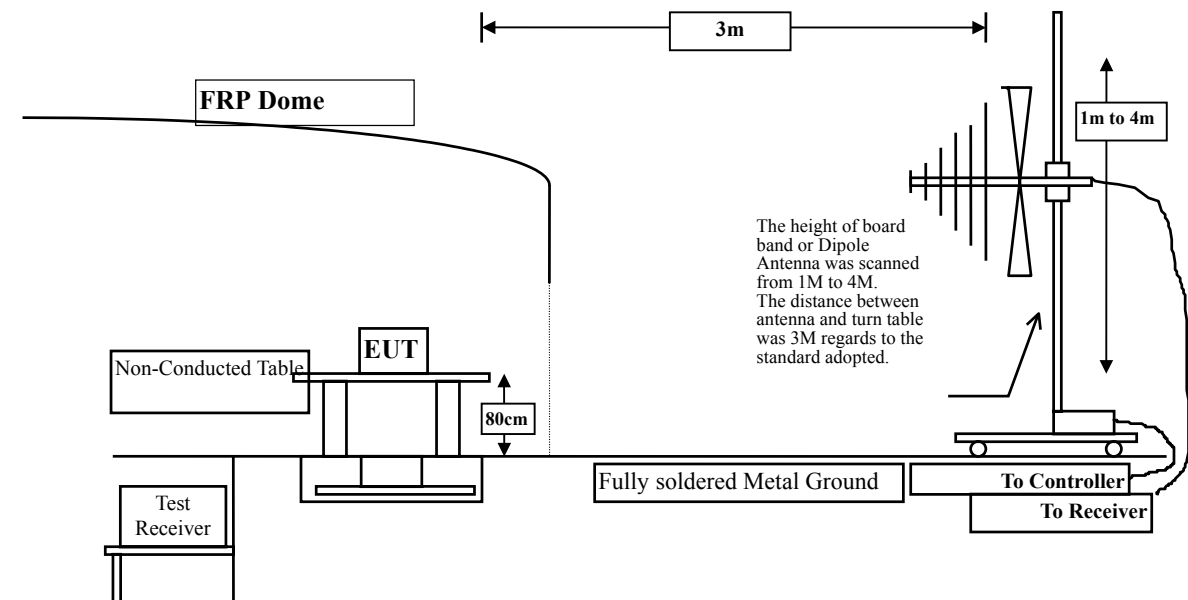 3m
FRP Dome
1m to 4m
The height of board
band or Dipole
Antenna was scanned
from 1M to 4M.
The distance between
antenna and turn table
was 3M regards to the
standard adopted.
EUT
Non-Conducted Table
80cm
Fully soldered Metal Ground
To Controller
To Receiver
Test
Receiver